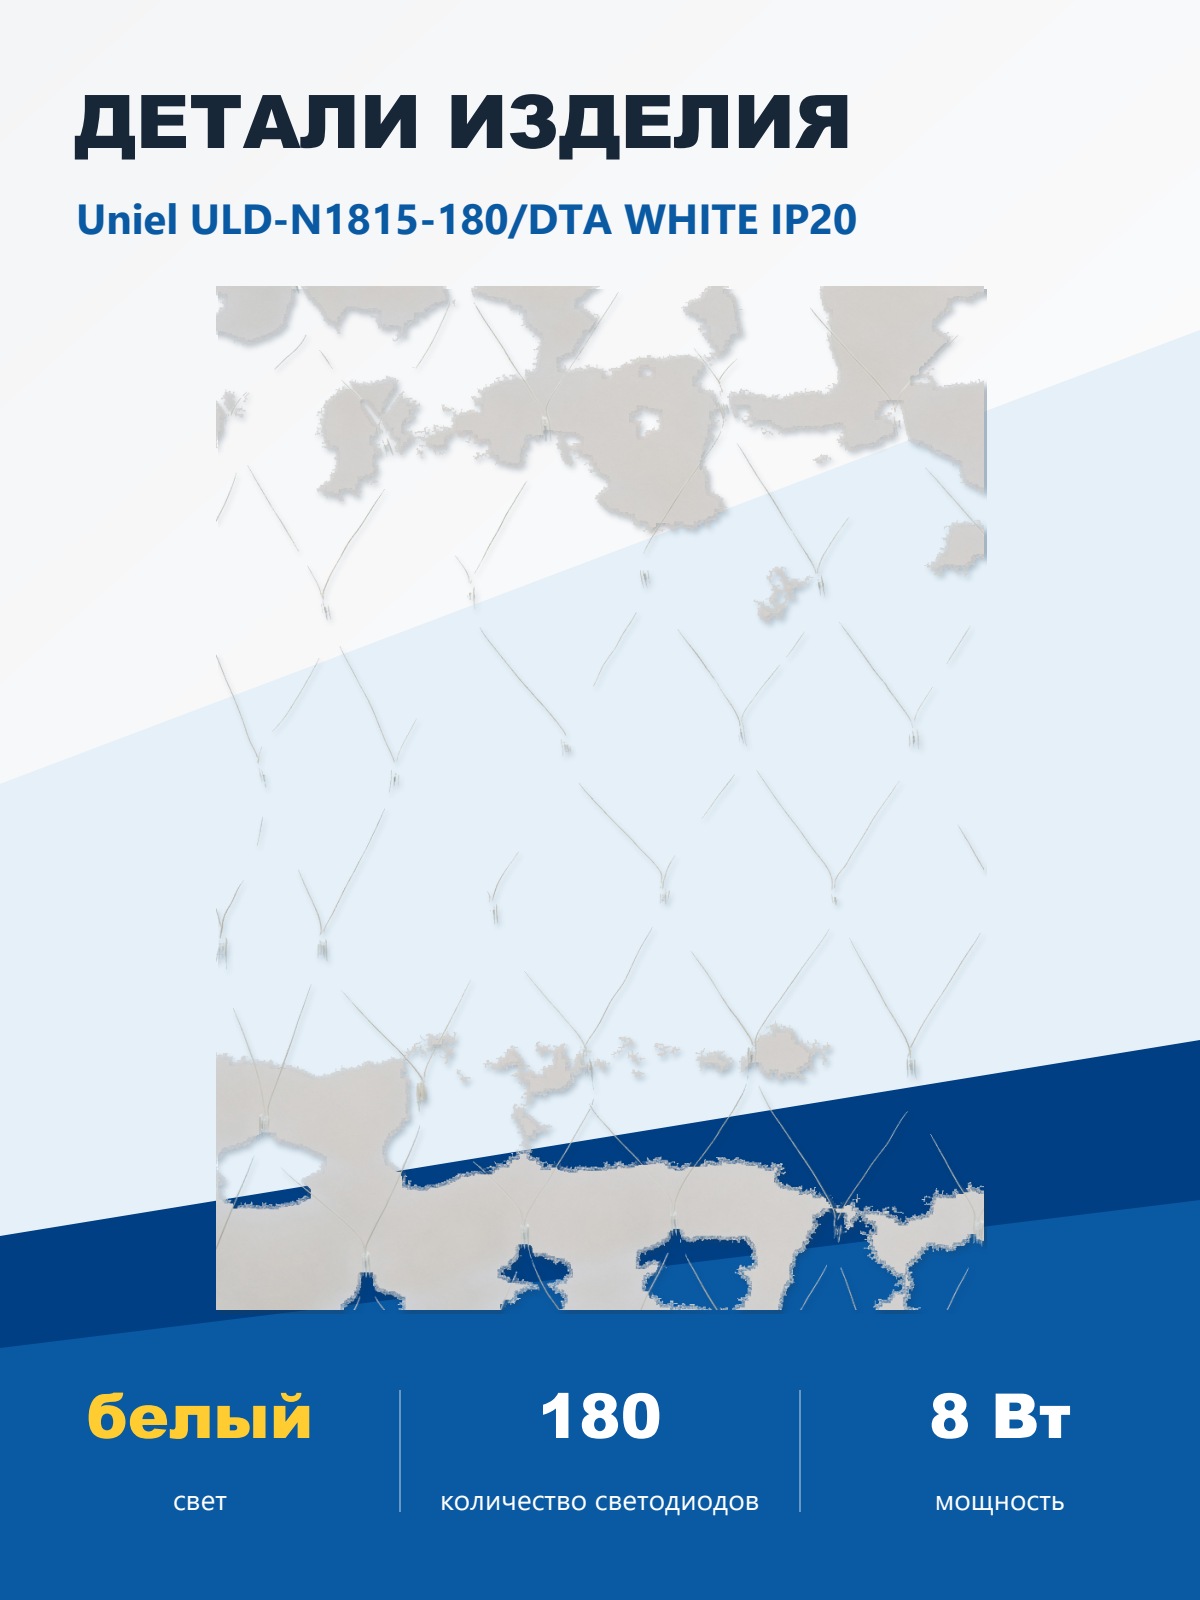 ДЕТАЛИ ИЗДЕЛИЯ
Uniel ULD-N1815-180/DTA WHITE IP20
белый
свет
180
количество светодиодов
8 Вт
мощность